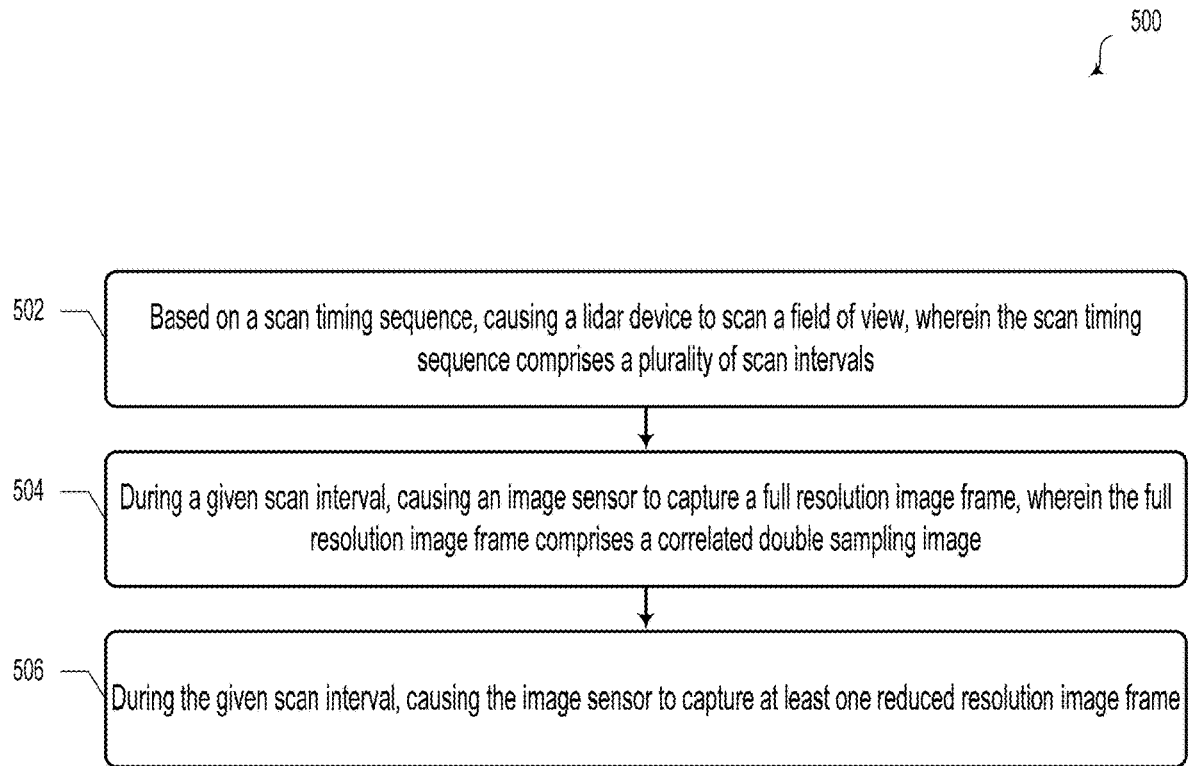 500
502
Based on a scan timing sequence, causing a lidar device to scan a field of view, wherein the scan timing
sequence comprises a plurality of scan intervals
504
During a given scan interval, causing an image sensor to capture a full resolution image frame, wherein the full
resolution image frame comprises a correlated double sampling image
506
During the given scan interval, causing the image sensor to capture at least one reduced resolution image frame